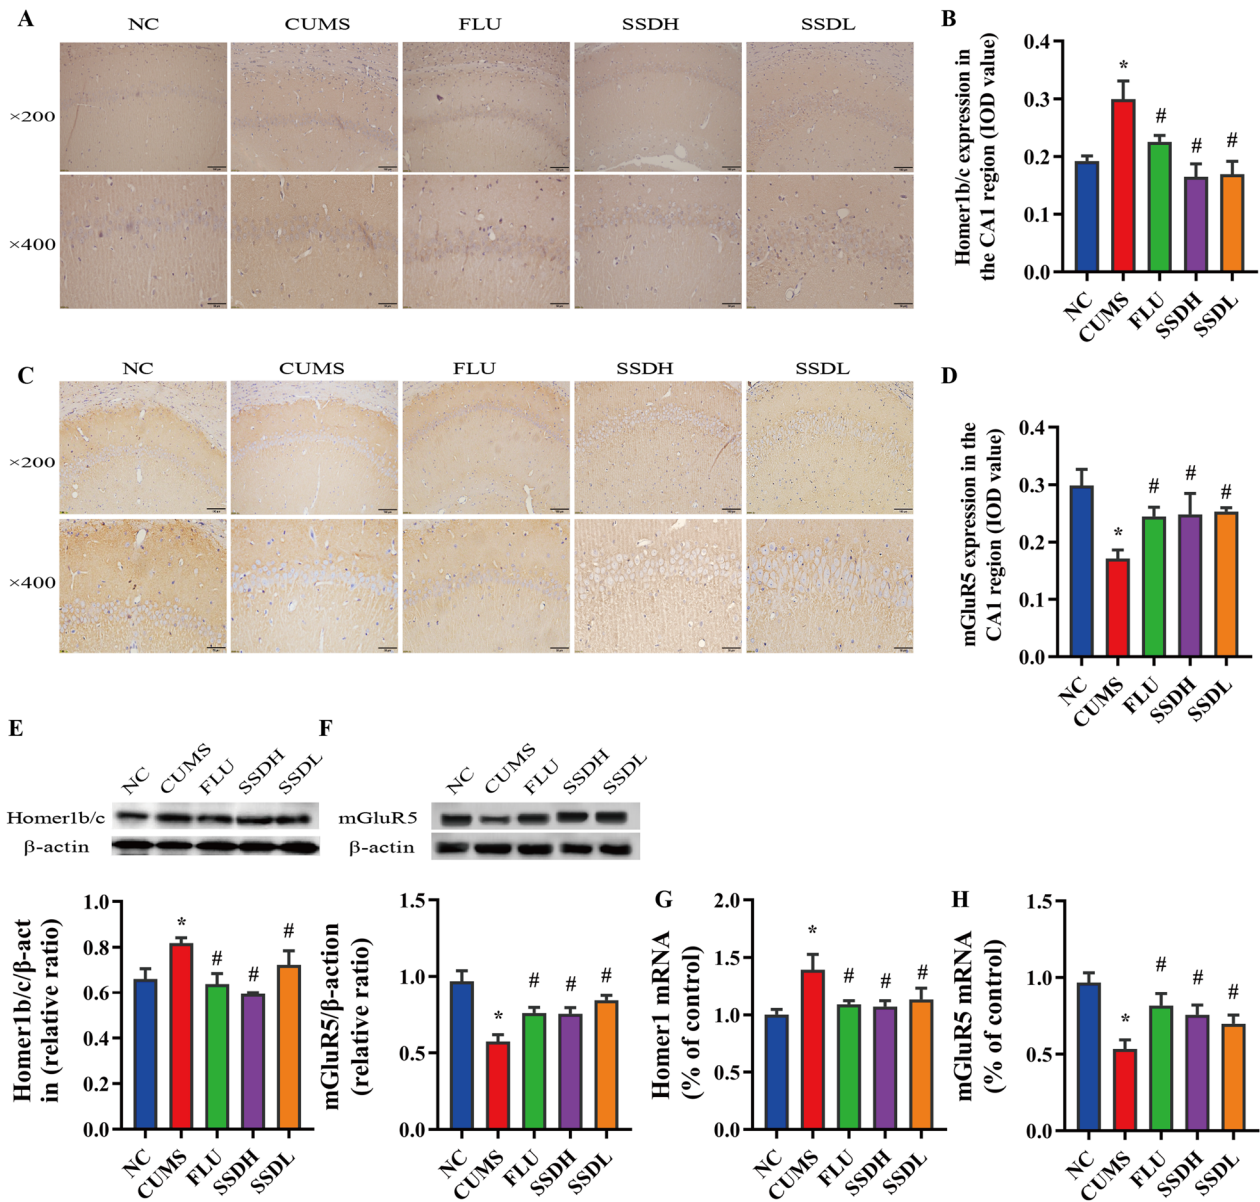 A
NC CUMS FLU SSDH SSDL
×200
×400
B
Homer1b/c expression in
the CA1 region (IOD value)
0.4
0.3
0.2
0.1
0.0
*
#
#
#
NC CUMS FLU SSDH SSDL
C
NC CUMS FLU SSDH SSDL
×200
×400
D
mGluR5 expression in the
CA1 region (IOD value)
0.4
0.3
0.2
0.1
0.0
*
#
#
#
NC CUMS FLU SSDH SSDL
E
NC CUMS FLU SSDH SSDL
Homer1b/c
β-actin
Homer1b/c/β-act
in (relative ratio)
1.0
0.8
0.6
0.4
0.2
0.0
*
#
#
#
NC CUMS FLU SSDH SSDL
F
NC CUMS FLU SSDH SSDL
mGluR5
β-actin
mGluR5/β-action
(relative ratio)
1.5
1.0
0.5
0.0
*
#
#
#
NC CUMS FLU SSDH SSDL
G
Homer1 mRNA
(% of control)
2.0
1.5
1.0
0.5
0.0
*
#
#
#
NC CUMS FLU SSDH SSDL
H
mGluR5 mRNA
(% of control)
1.5
1.0
0.5
0.0
*
#
#
#
NC CUMS FLU SSDH SSDL